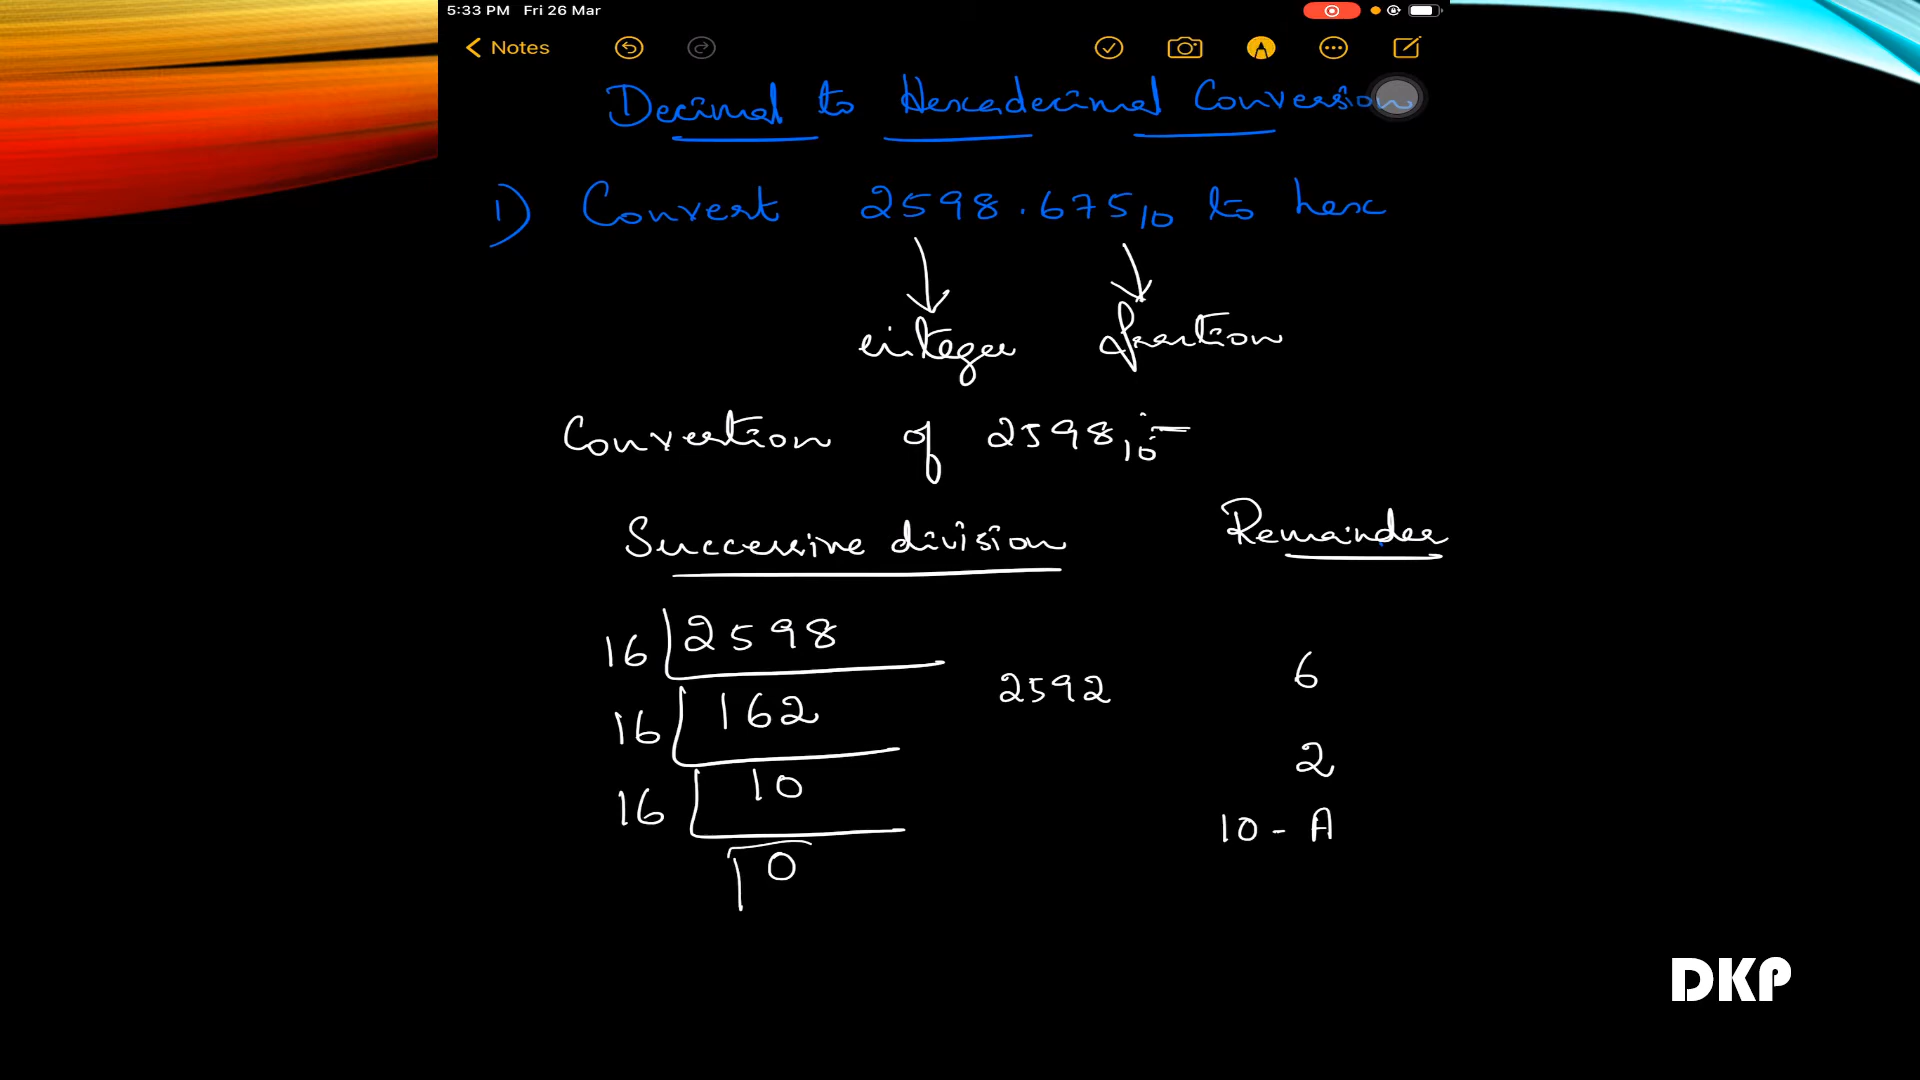 5:33 PM Fri 26 Mar
Notes
Decimal to Hexadecimal Conversion
1) Convert 2598.675₁₀ to hex
integer fraction
Convertion of 2598₁₀ :-
Successive division Remainder
16 2598
2592 6
16 162
2
16 10
10 - A
0
DKP